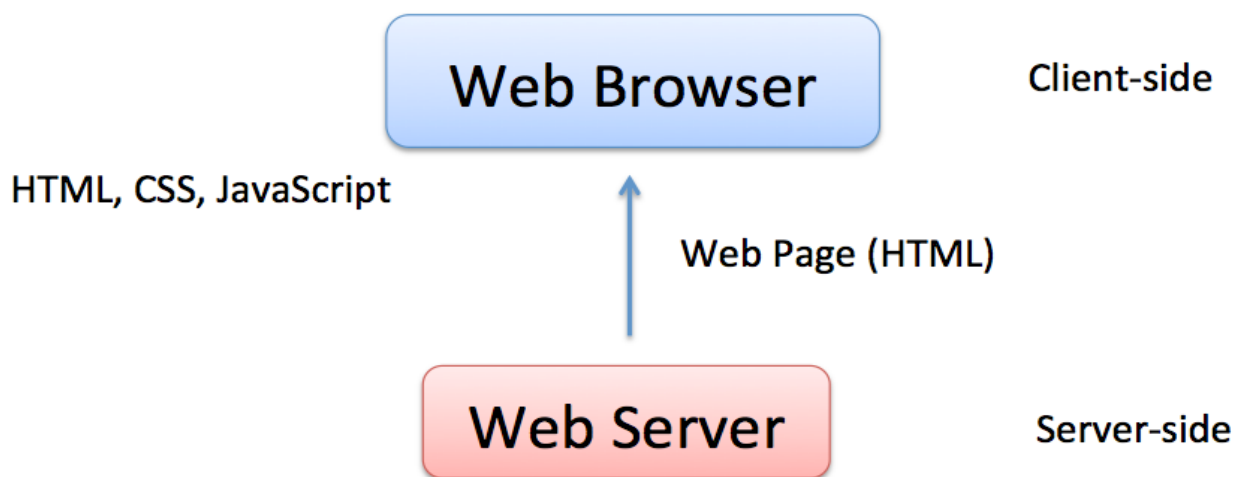 Web Browser
Client-side
HTML, CSS, JavaScript
Web Page (HTML)
Web Server
Server-side